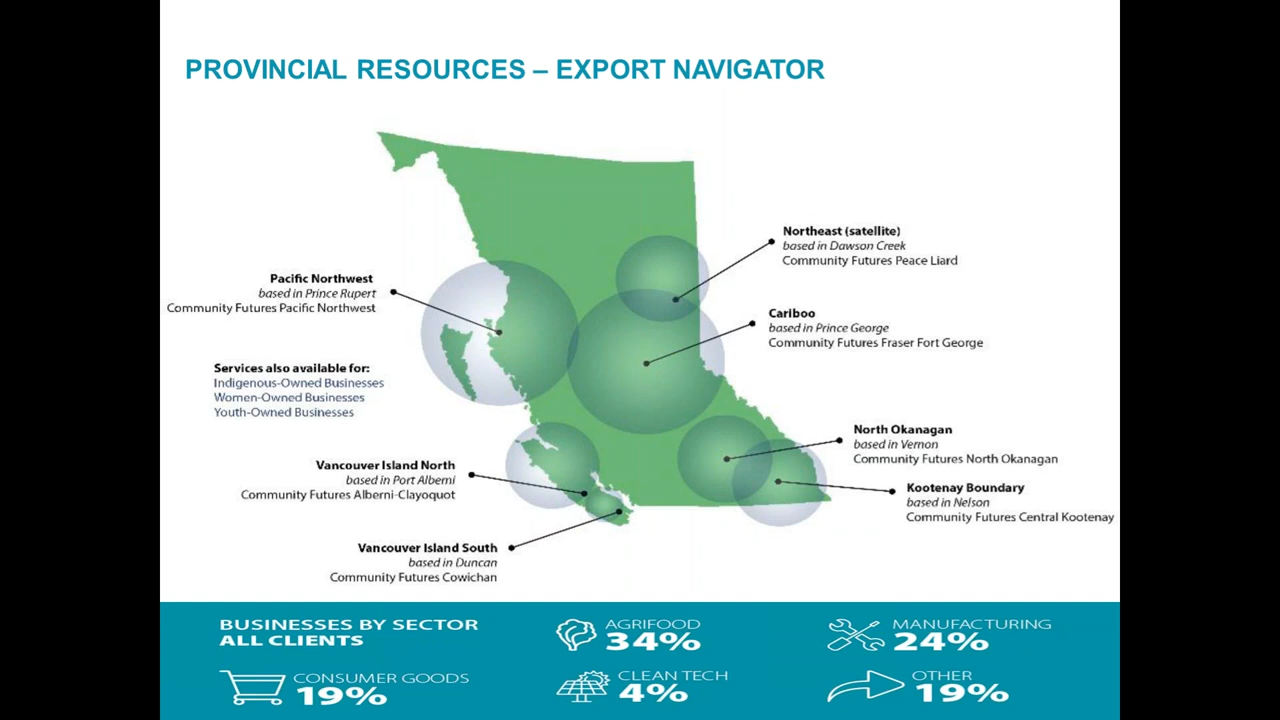 PROVINCIAL RESOURCES – EXPORT NAVIGATOR
Northeast (satellite)
based in Dawson Creek
Community Futures Peace Liard
Pacific Northwest
based in Prince Rupert
Community Futures Pacific Northwest
Cariboo
based in Prince George
Community Futures Fraser Fort George
Services also available for:
Indigenous-Owned Businesses
Women-Owned Businesses
Youth-Owned Businesses
North Okanagan
based in Vernon
Community Futures North Okanagan
Vancouver Island North
based in Port Alberni
Community Futures Alberni-Clayoquot
Kootenay Boundary
based in Nelson
Community Futures Central Kootenay
Vancouver Island South
based in Duncan
Community Futures Cowichan
BUSINESSES BY SECTOR
ALL CLIENTS
AGRIFOOD
34%
MANUFACTURING
24%
CONSUMER GOODS
19%
CLEAN TECH
4%
OTHER
19%